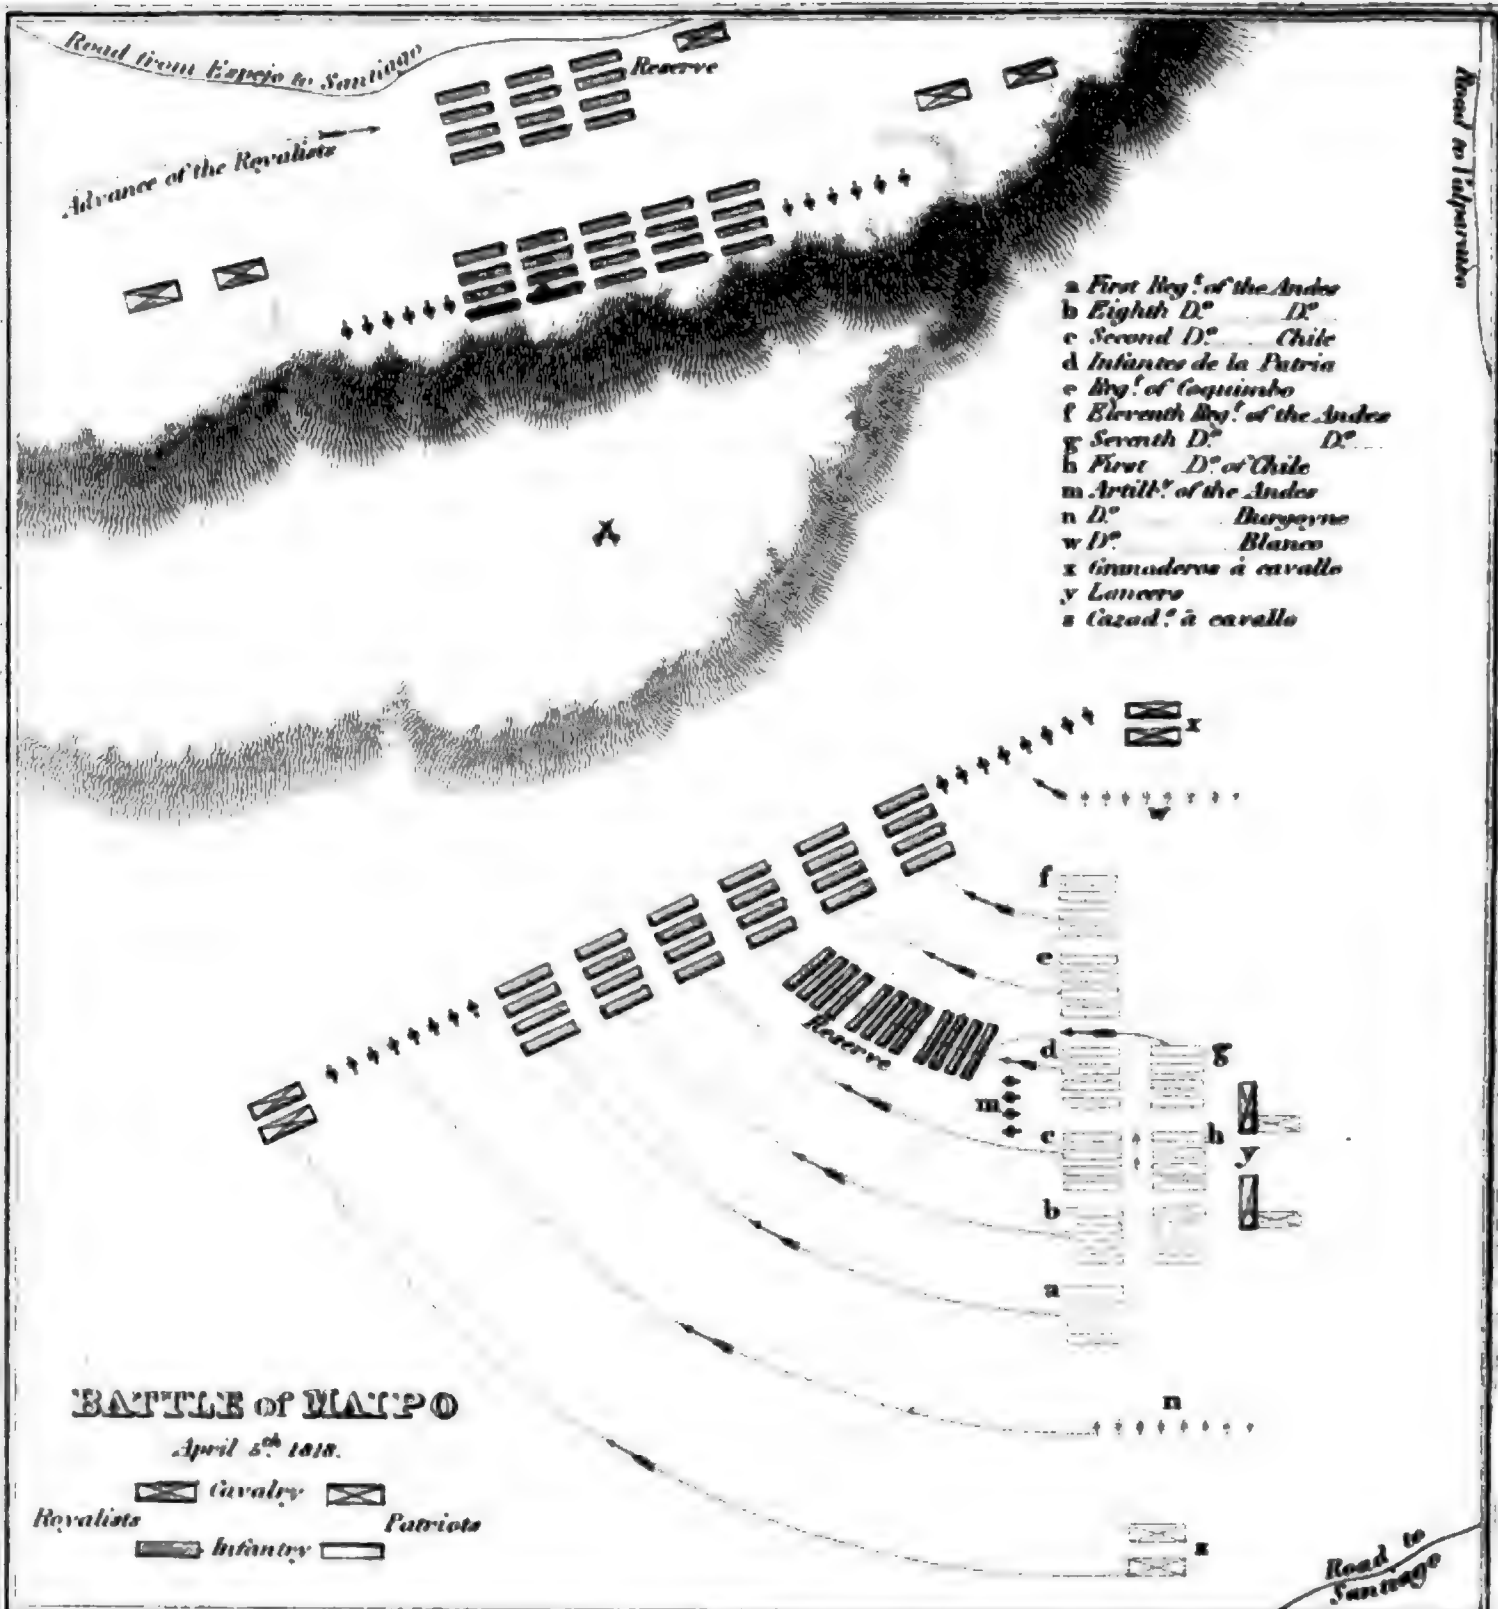 Road from Espejo to Santiago
Reserve
Advance of the Royalists
Road to Valparaiso
a First Regt. of the Andes
b Eighth Do. Do.
c Second Do. Chile
d Infantes de la Patria
e Regt. of Coquimbo
f Eleventh Regt. of the Andes
g Seventh Do. Do.
h First Do. of Chile
m Artilly. of the Andes
n Do. Burgoyne
w Do. Blanco
x Granaderos à cavallo
y Lancers
z Cazads. à cavallo
x
w
f
e
Reserve
d
g
m
c
h
y
b
a
n
z
BATTLE of MAIPO
April 5th. 1818.
Cavalry
Royalists
Patriots
Infantry
Road to
Santiago